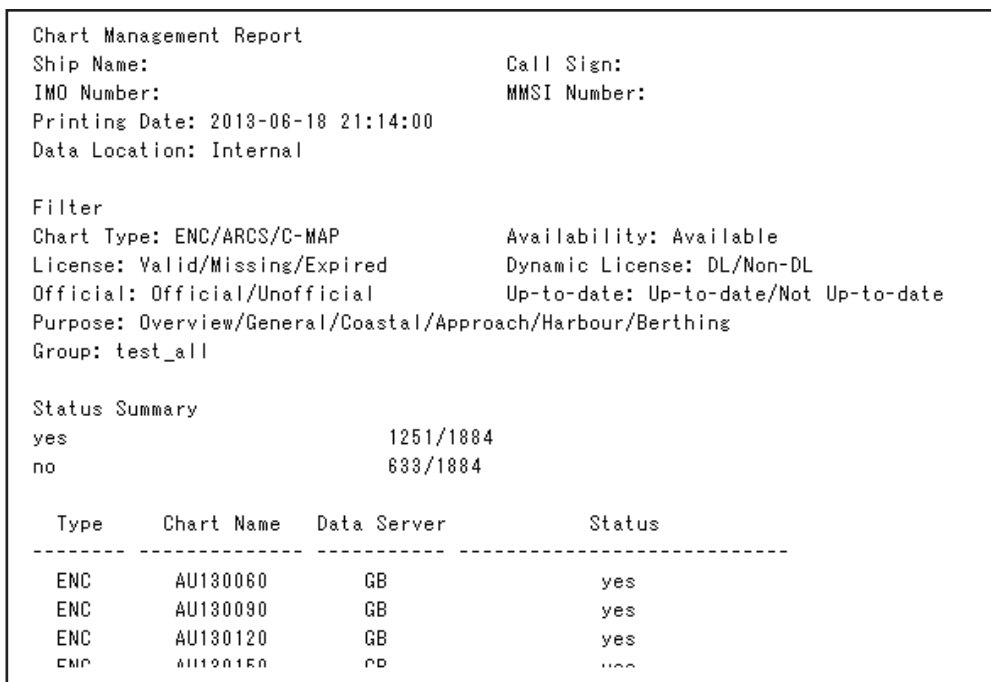 Chart Management Report
Ship Name: Call Sign:
IMO Number: MMSI Number:
Printing Date: 2013-06-18 21:14:00
Data Location: Internal
Filter
Chart Type: ENC/ARCS/C-MAP Availability: Available
License: Valid/Missing/Expired Dynamic License: DL/Non-DL
Official: Official/Unofficial Up-to-date: Up-to-date/Not Up-to-date
Purpose: Overview/General/Coastal/Approach/Harbour/Berthing
Group: test_all
Status Summary
yes 1251/1884
no 633/1884
Type Chart Name Data Server Status
-------- -------------- ----------- ----------------------------
ENC AU130060 GB yes
ENC AU130090 GB yes
ENC AU130120 GB yes
ENC AU130150 GB yes